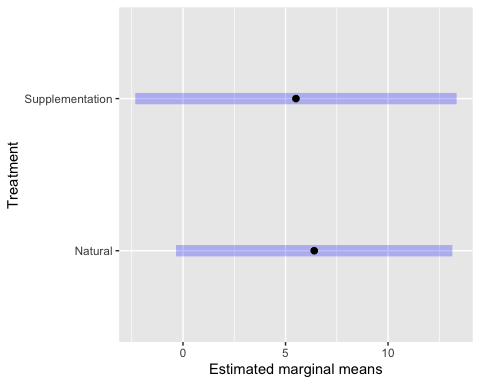 Treatment
Supplementation
Natural
0 5 10
Estimated marginal means